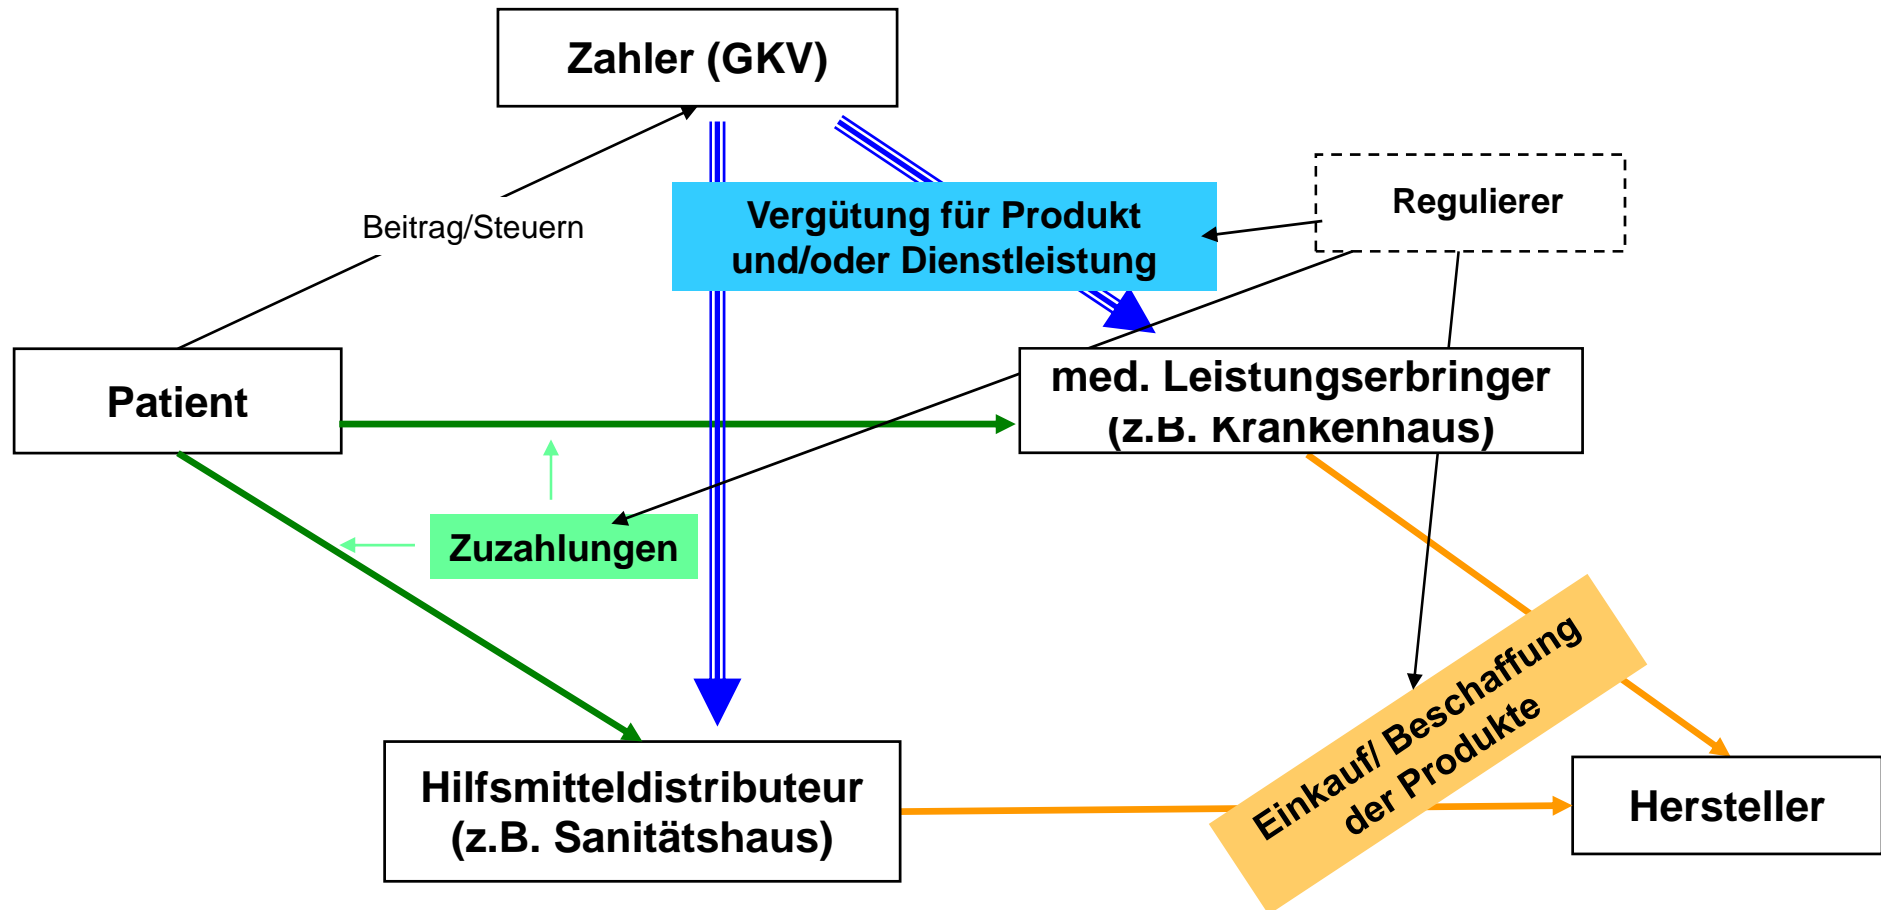 Zahler (GKV)
Regulierer
Vergütung für Produkt
und/oder Dienstleistung
Beitrag/Steuern
Patient
med. Leistungserbringer
(z.B. Krankenhaus)
Zuzahlungen
Einkauf/ Beschaffung
der Produkte
Hilfsmitteldistributeur
(z.B. Sanitätshaus)
Hersteller